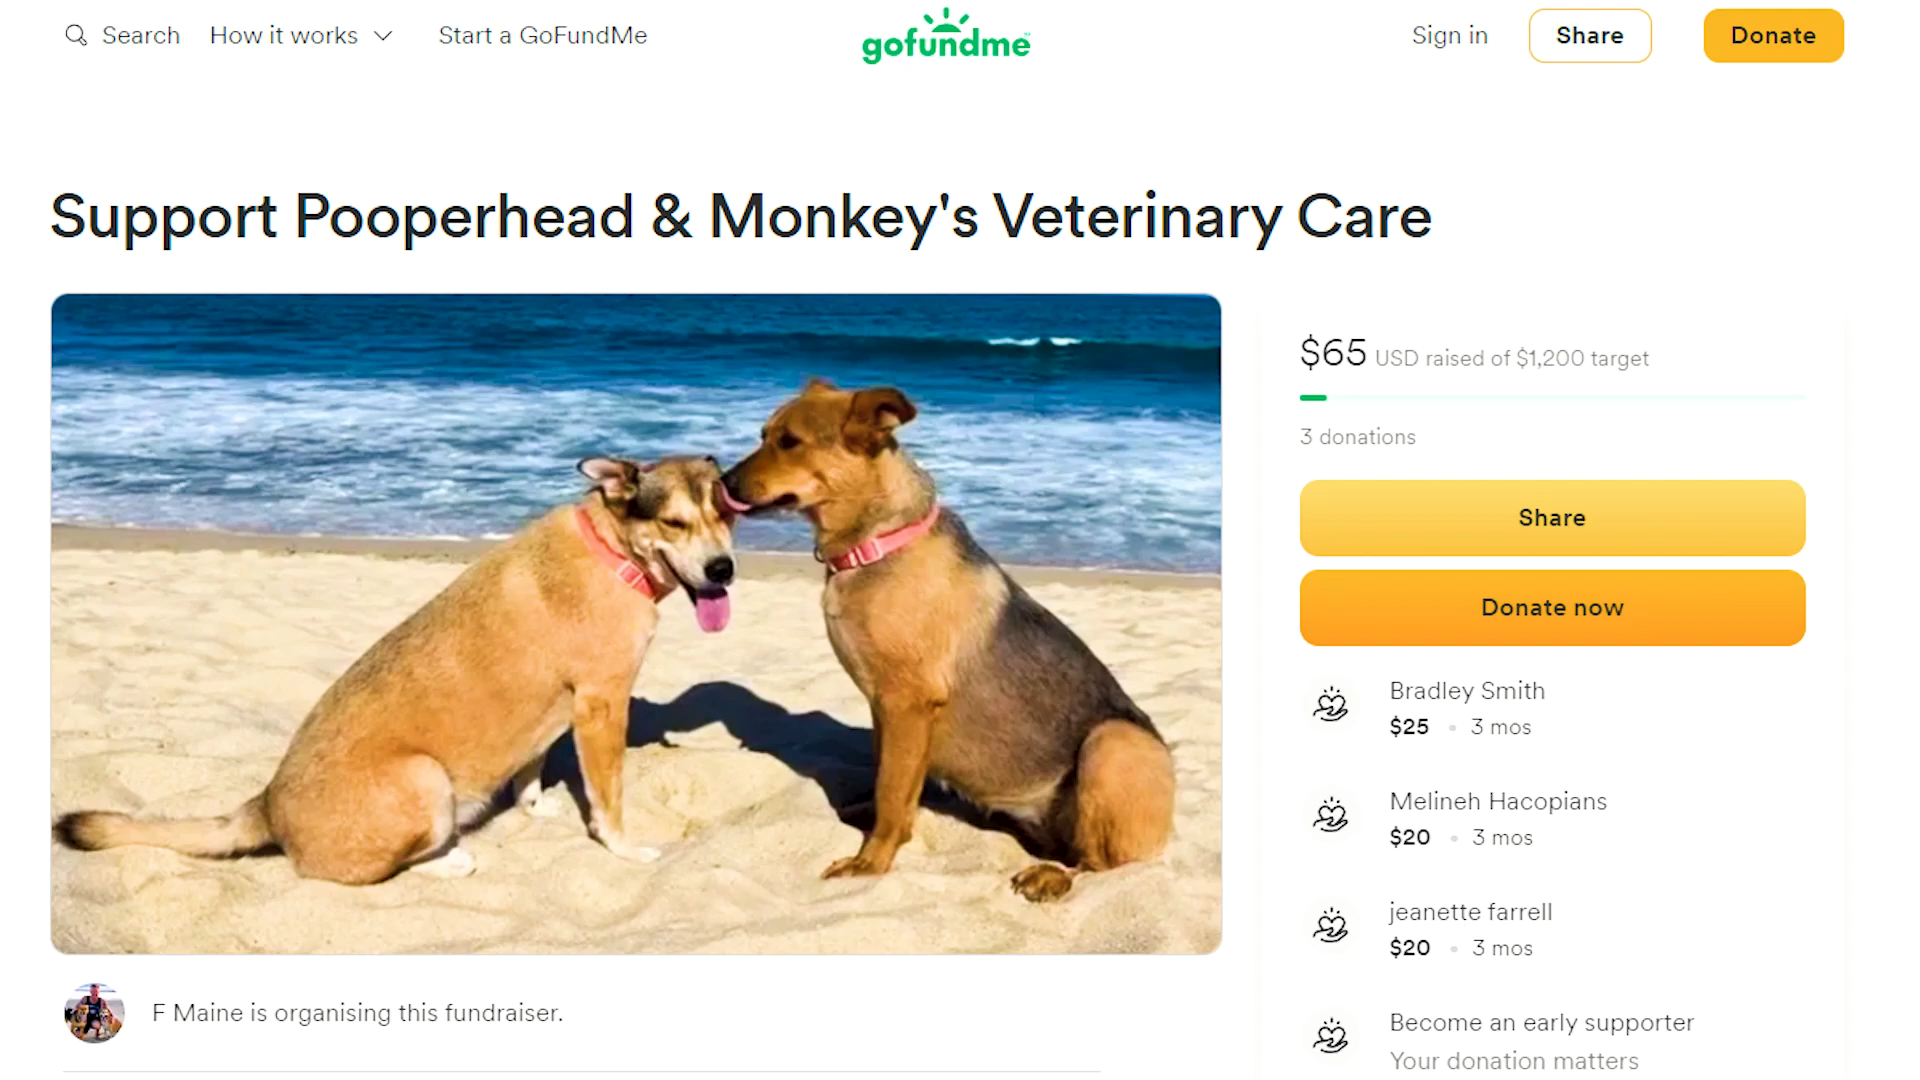 Search How it works Start a GoFundMe gofundme Sign in Share Donate
Support Pooperhead & Monkey's Veterinary Care
$65 USD raised of $1,200 target
3 donations
Share
Donate now
Bradley Smith
$25 • 3 mos
Melineh Hacopians
$20 • 3 mos
jeanette farrell
$20 • 3 mos
F Maine is organising this fundraiser.
Become an early supporter
Your donation matters